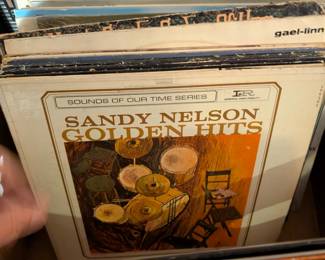 gael-linn
SOUNDS OF OUR TIME SERIES
SANDY NELSON
GOLDEN HITS